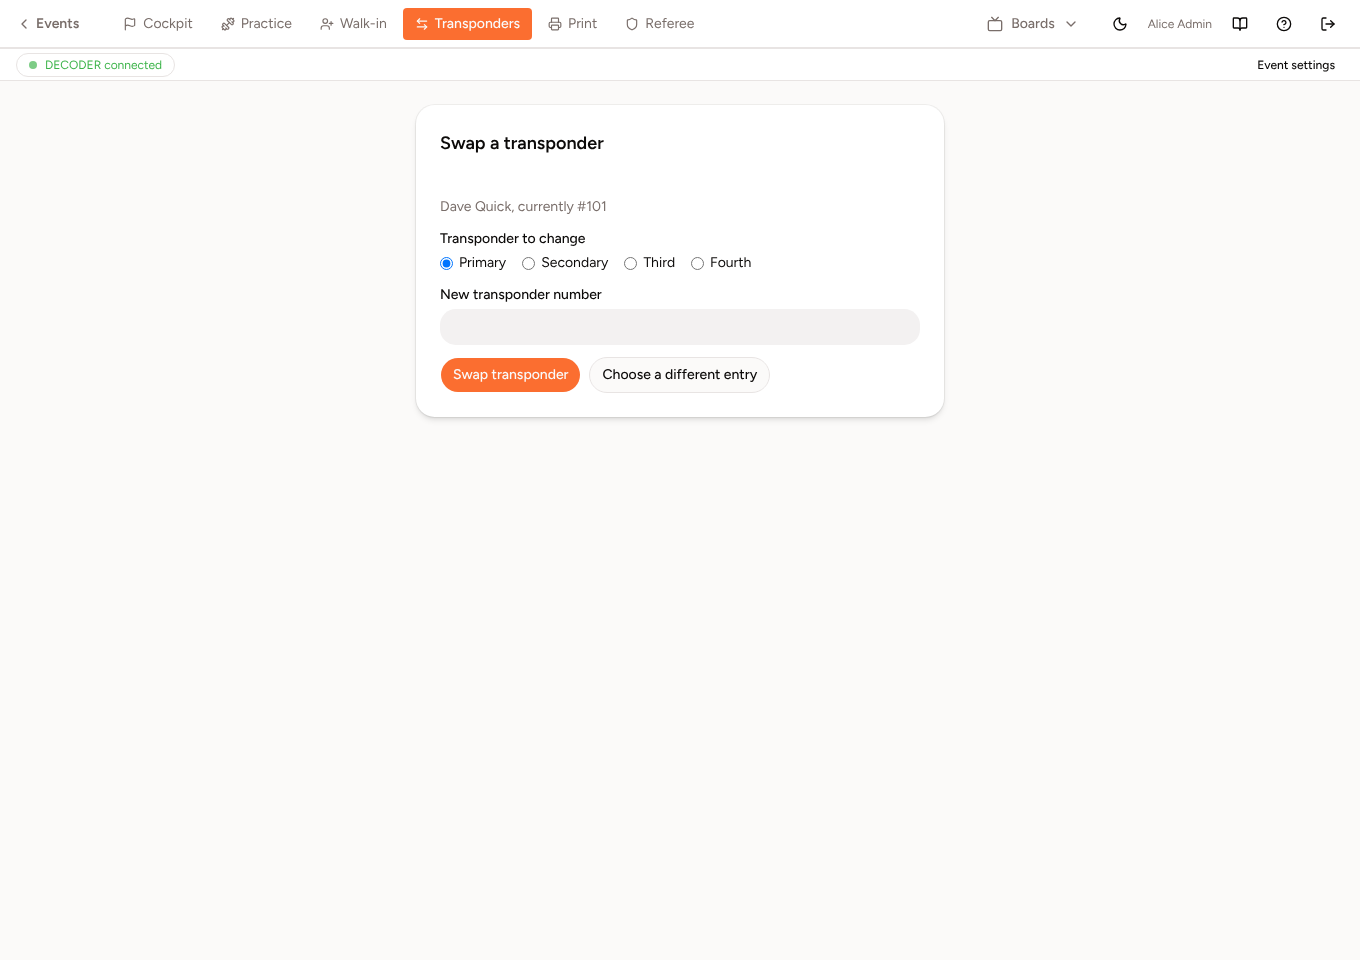 Events Cockpit Practice Walk-in Transponders Print Referee Boards Alice Admin
DECODER connected Event settings
Swap a transponder
Dave Quick, currently #101
Transponder to change
Primary Secondary Third Fourth
New transponder number
Swap transponder Choose a different entry